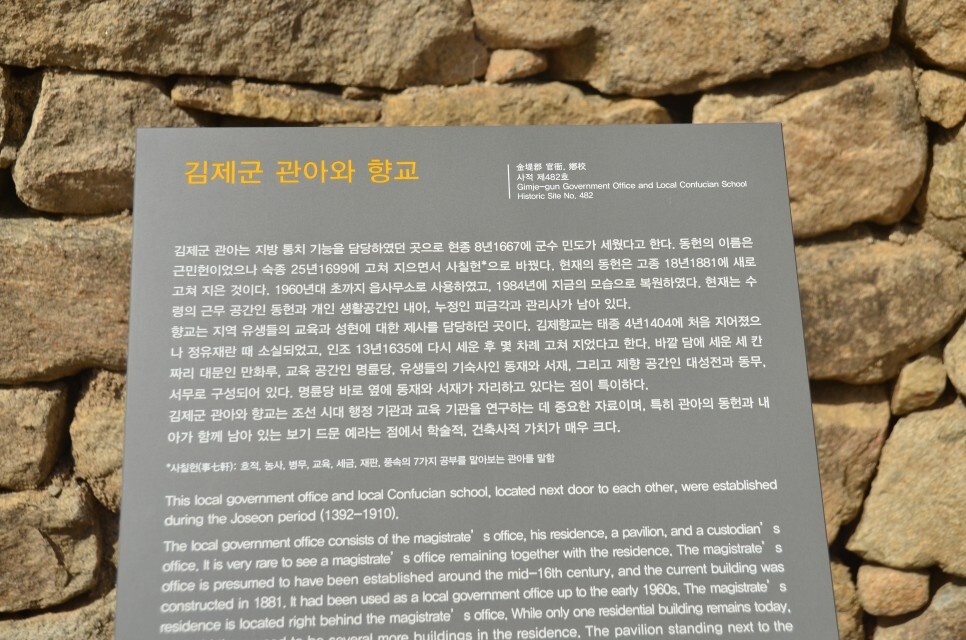 김제군 관아와 향교
金堤郡 官衙, 鄕校
사적 제482호
Gimje-gun Government Office and Local Confucian School
Historic Site No. 482
김제군 관아는 지방 통치 기능을 담당하였던 곳으로 현종 8년1667에 군수 민도가 세웠다고 한다. 동헌의 이름은
근민헌이었으나 숙종 25년1699에 고쳐 지으면서 사칠헌*으로 바꿨다. 현재의 동헌은 고종 18년1881에 새로
고쳐 지은 것이다. 1960년대 초까지 읍사무소로 사용하였고, 1984년에 지금의 모습으로 복원하였다. 현재는 수
령의 근무 공간인 동헌과 개인 생활공간인 내아, 누정인 피금각과 관리사가 남아 있다.
향교는 지역 유생들의 교육과 성현에 대한 제사를 담당하던 곳이다. 김제향교는 태종 4년1404에 처음 지어졌으
나 정유재란 때 소실되었고, 인조 13년1635에 다시 세운 후 몇 차례 고쳐 지었다고 한다. 바깥 담에 세운 세 칸
짜리 대문인 만화루, 교육 공간인 명륜당, 유생들의 기숙사인 동재와 서재, 그리고 제향 공간인 대성전과 동무,
서무로 구성되어 있다. 명륜당 바로 옆에 동재와 서재가 자리하고 있다는 점이 특이하다.
김제군 관아와 향교는 조선 시대 행정 기관과 교육 기관을 연구하는 데 중요한 자료이며, 특히 관아의 동헌과 내
아가 함께 남아 있는 보기 드문 예라는 점에서 학술적, 건축사적 가치가 매우 크다.
*사칠헌(事七軒): 호적, 농사, 병무, 교육, 세금, 재판, 풍속의 7가지 공부를 맡아보는 관아를 말함
This local government office and local Confucian school, located next door to each other, were established
during the Joseon period (1392-1910).
The local government office consists of the magistrate's office, his residence, a pavilion, and a custodian's
office. It is very rare to see a magistrate's office remaining together with the residence. The magistrate's
office is presumed to have been established around the mid-16th century, and the current building was
constructed in 1881. It had been used as a local government office up to the early 1960s. The magistrate's
residence is located right behind the magistrate's office. While only one residential building remains today,
to be several more buildings in the residence. The pavilion standing next to the